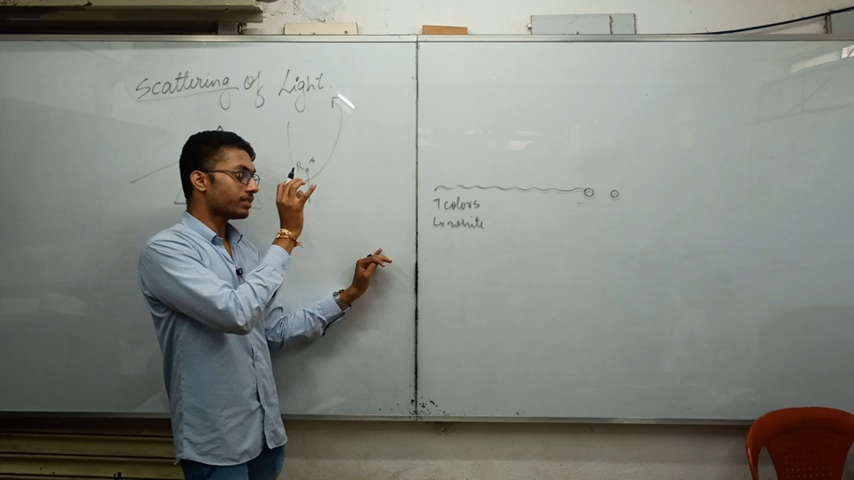 Scattering of Light
7 colors
↳ white